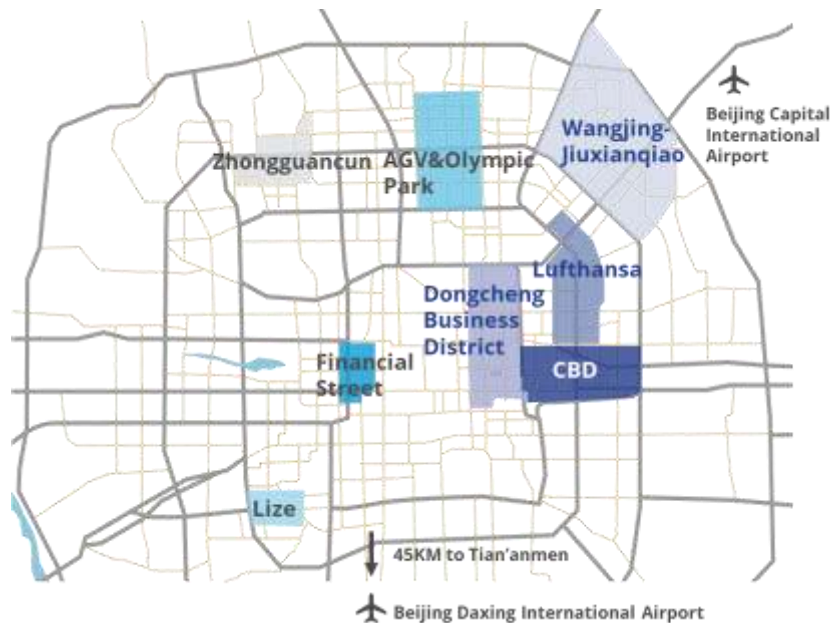 Wangjing-
Jiuxianqiao
Beijing Capital
International
Airport
Zhongguancun
AGV&Olympic
Park
Lufthansa
Dongcheng
Business
District
Financial
Street
CBD
Lize
45KM to Tian'anmen
Beijing Daxing International Airport